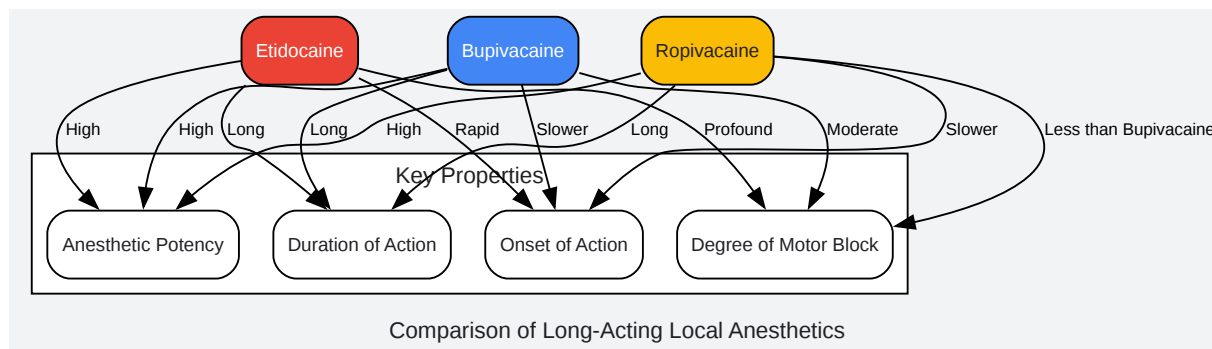 Etidocaine
Bupivacaine
Ropivacaine
High
High
Long
Long
High
Rapid
Slower
Long
Profound
Moderate
Slower
Less than Bupivacaine
Key Properties
Anesthetic Potency
Duration of Action
Onset of Action
Degree of Motor Block
Comparison of Long-Acting Local Anesthetics